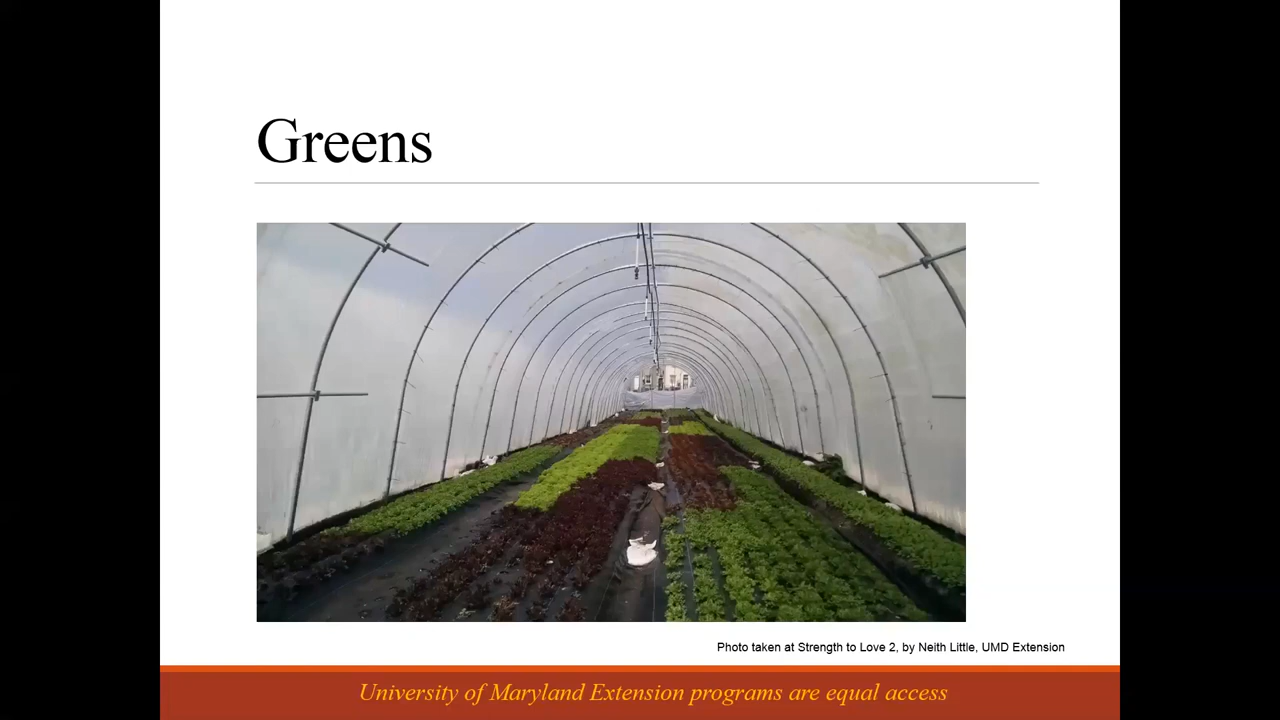 Greens
Photo taken at Strength to Love 2, by Neith Little, UMD Extension
University of Maryland Extension programs are equal access